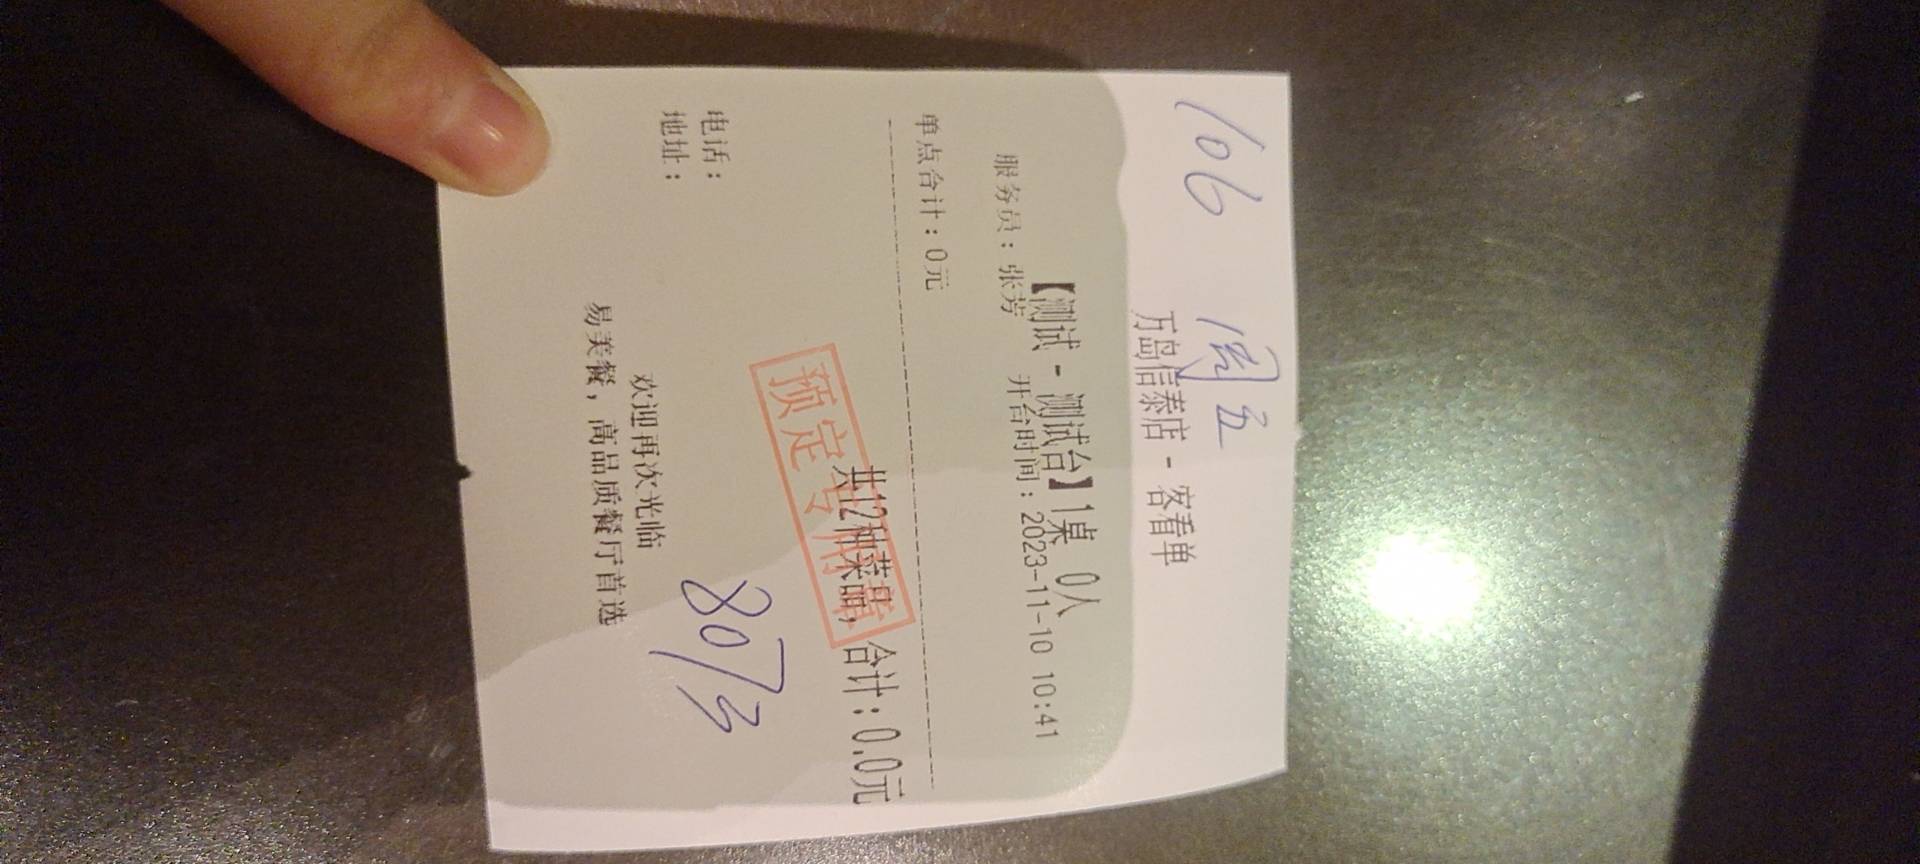 106 周五
万岛信泰店 - 客看单
【测试 - 测试台】1桌 0人
服务员：张芳 开台时间：2023-11-10 10:41
单点合计：0元
共12种菜品，合计：0.0元
预定专用章
8073
电话：
地址：
欢迎再次光临
易美餐，高品质餐厅首选